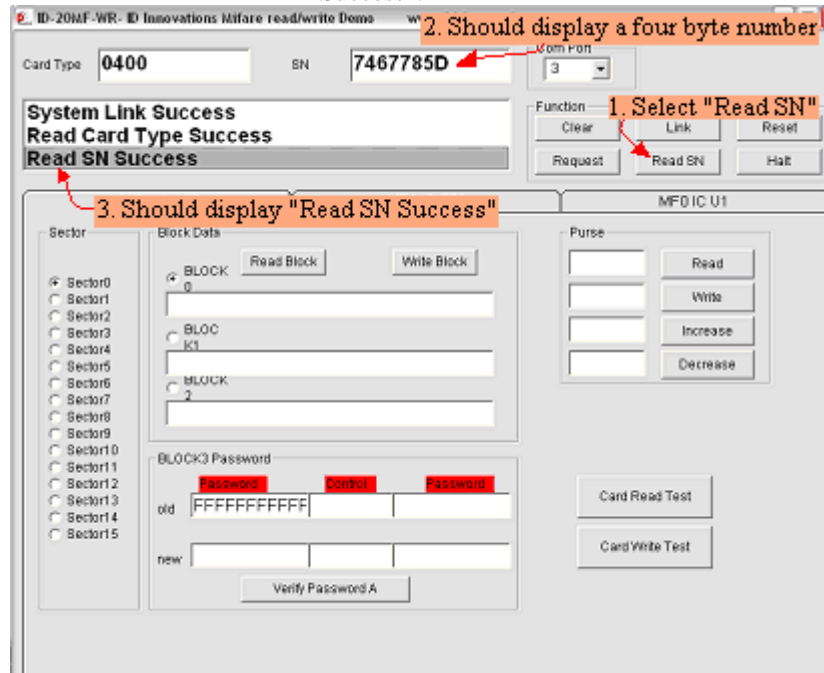 ID-20MF-WR- ID Innovations Mifare read/write Demo
2. Should display a four byte number
Card Type 0400 SN 7467785D
Com Port
3
System Link Success
Read Card Type Success
Read SN Success
Function
1. Select "Read SN"
Clear Link Reset
Request Read SN Halt
3. Should display "Read SN Success"
MF0 IC U1
Sector
Sector0
Sector1
Sector2
Sector3
Sector4
Sector5
Sector6
Sector7
Sector8
Sector9
Sector10
Sector11
Sector12
Sector13
Sector14
Sector15
Block Data
Read Block Write Block
BLOCK
0
BLOC
K1
BLOCK
2
Purse
Read
Write
Increase
Decrease
BLOCK3 Password
Password Control Password
old FFFFFFFFFFFF
new
Verify Password A
Card Read Test
Card Write Test